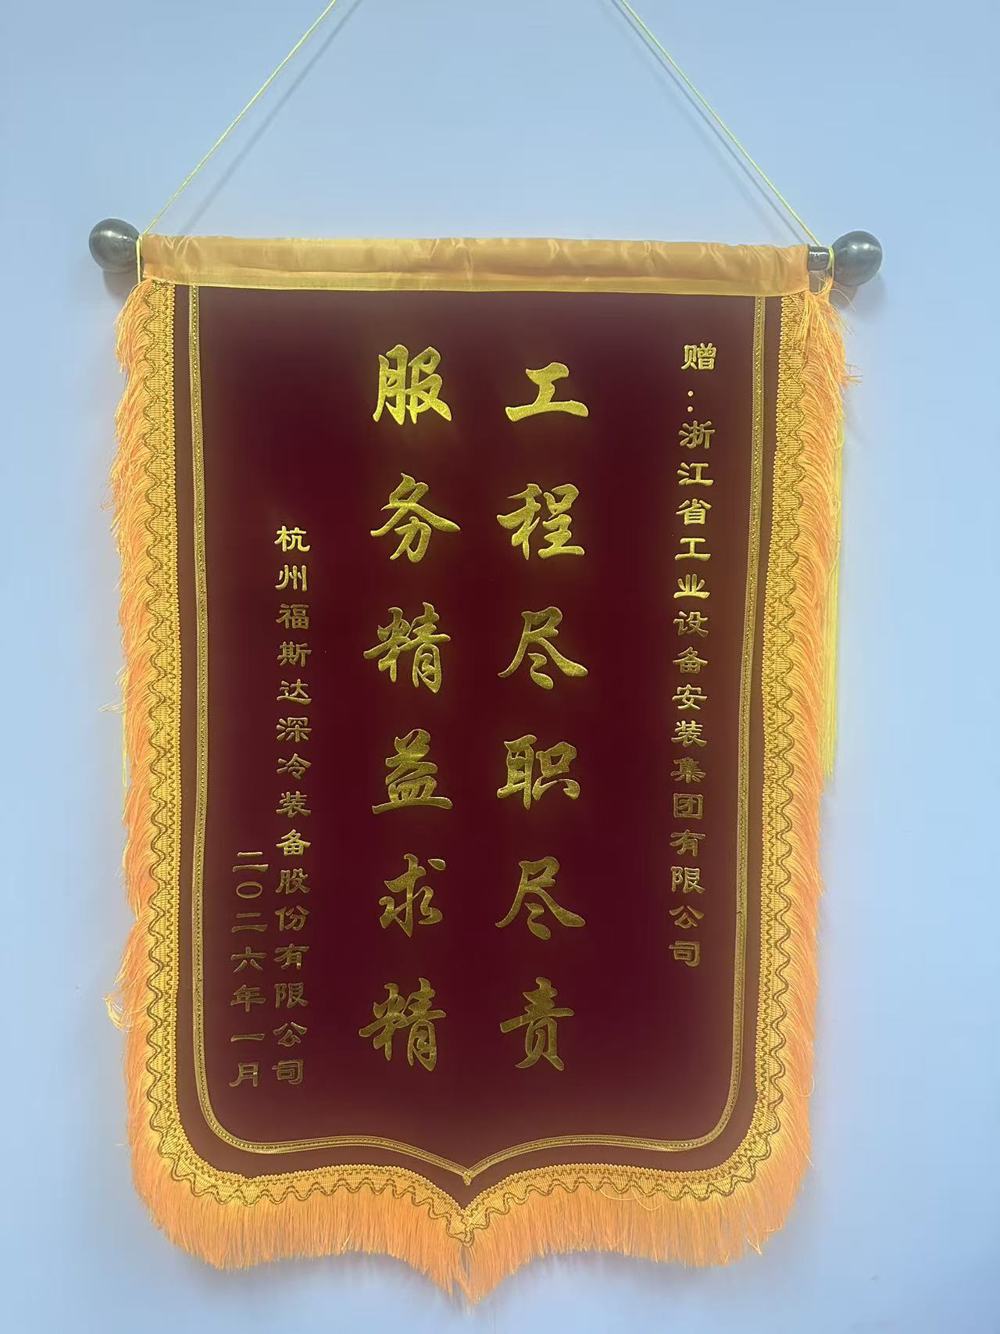 赠:浙江省工业设备安装集团有限公司
工程尽职尽责
服务精益求精
杭州福斯达深冷装备股份有限公司
二〇二六年一月